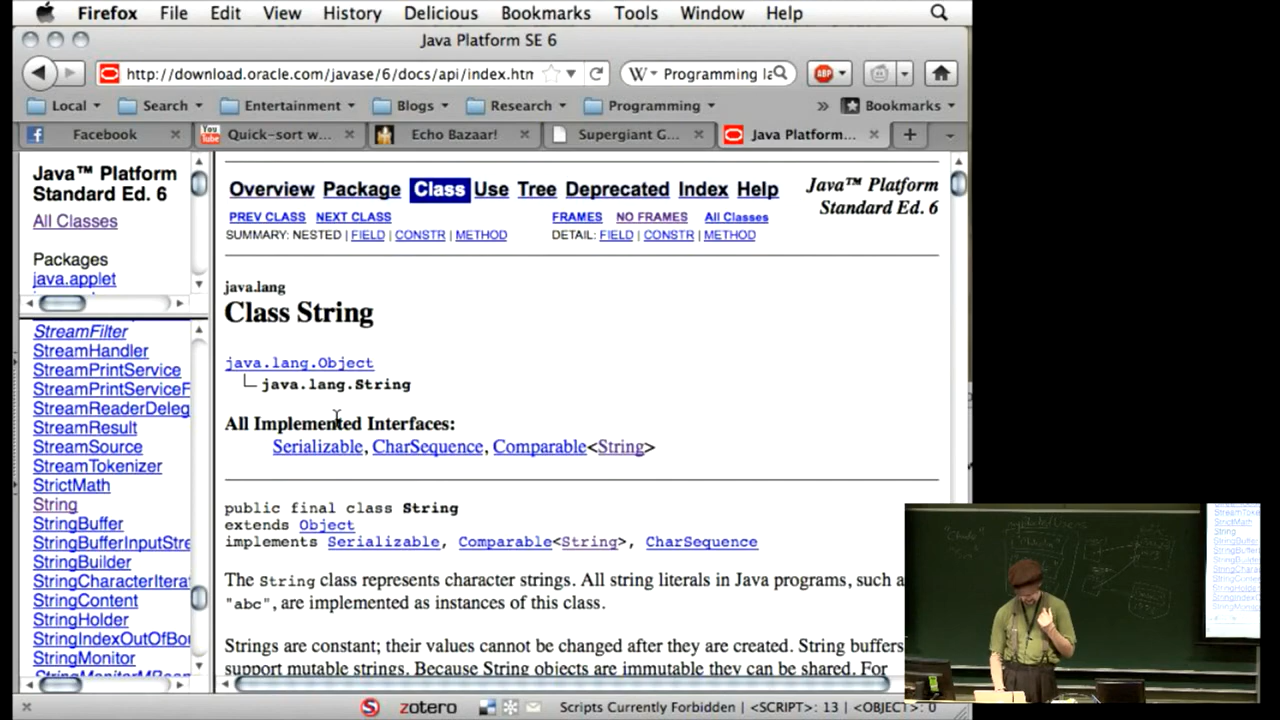 Firefox File Edit View History Delicious Bookmarks Tools Window Help
Java Platform SE 6
http://download.oracle.com/javase/6/docs/api/index.htn
W Programming la
ABP
Local Search Entertainment Blogs Research Programming » Bookmarks
Facebook You Tube Quick-sort w... Echo Bazaar! Supergiant G... Java Platform...
Java™ Platform
Standard Ed. 6
All Classes
Packages
java.applet
StreamFilter
StreamHandler
StreamPrintService
StreamPrintServiceF
StreamReaderDeleg
StreamResult
StreamSource
StreamTokenizer
StrictMath
String
StringBuffer
StringBufferInputStre
StringBuilder
StringCharacterIterat
StringContent
StringHolder
StringIndexOutOfBou
StringMonitor
Overview Package Class Use Tree Deprecated Index Help
Java™ Platform
Standard Ed. 6
PREV CLASS NEXT CLASS
FRAMES NO FRAMES All Classes
SUMMARY: NESTED | FIELD | CONSTR | METHOD
DETAIL: FIELD | CONSTR | METHOD
java.lang
Class String
java.lang.Object
java.lang.String
All Implemented Interfaces:
Serializable, CharSequence, Comparable<String>
public final class String
extends Object
implements Serializable, Comparable<String>, CharSequence
The String class represents character strings. All string literals in Java programs, such a
"abc", are implemented as instances of this class.
Strings are constant; their values cannot be changed after they are created. String buffers
support mutable strings. Because String objects are immutable they can be shared. For
zotero Scripts Currently Forbidden | <SCRIPT>: 13 | <OBJECT>: 0